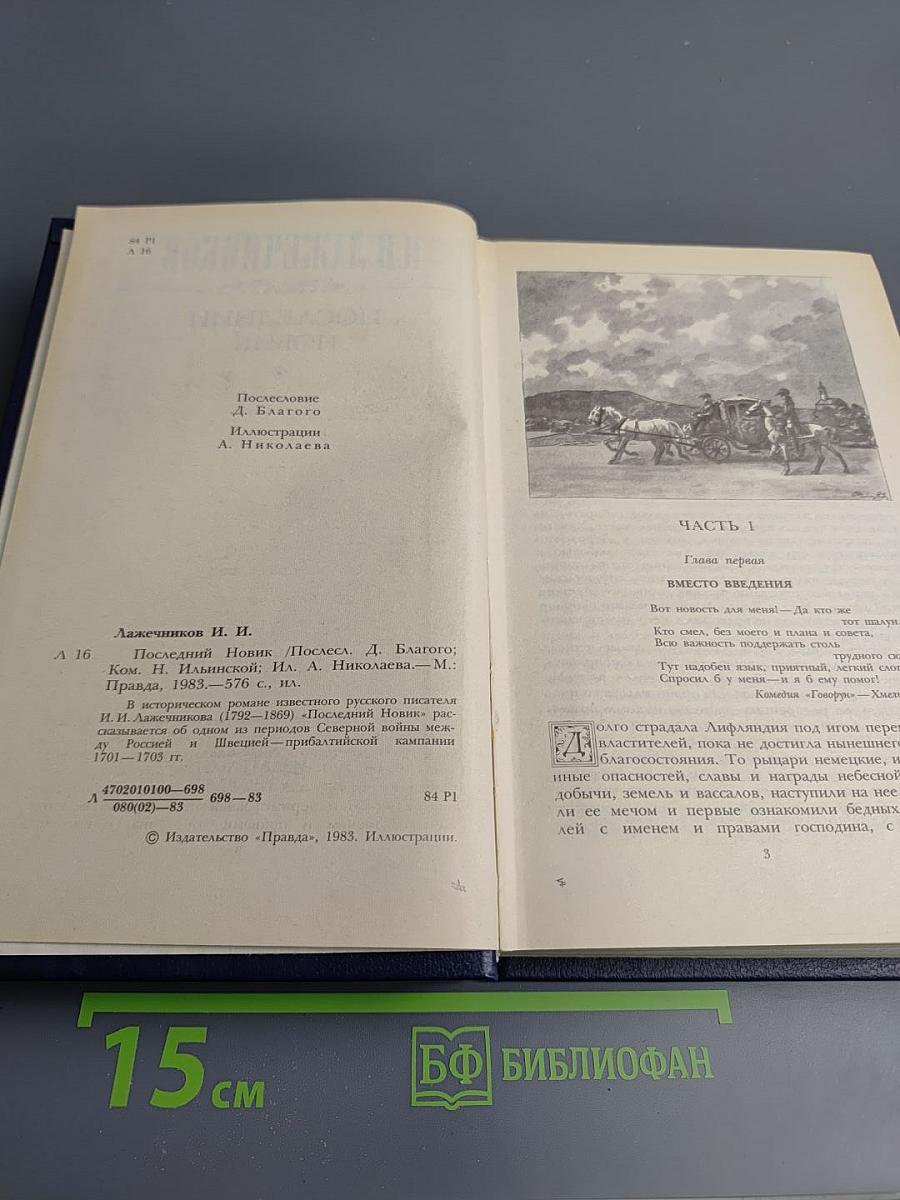 84 Р1
Л 16
Послесловие
Д. Благого
Иллюстрации
А. Николаева
Лажечников И. И.
Л 16 Последний Новик /Послесл. Д. Благого;
Ком. Н. Ильинской; Ил. А. Николаева.—М.:
Правда, 1983.—576 с., ил.
В историческом романе известного русского писателя
И. И. Лажечникова (1792—1869) «Последний Новик» рас-
сказывается об одном из периодов Северной войны меж-
ду Россией и Швецией—прибалтийской кампании
1701—1703 гг.
Л 4702010100—698
080(02)—83
698—83
84 Р1
© Издательство «Правда», 1983. Иллюстрации.
ЧАСТЬ 1
Глава первая
ВМЕСТО ВВЕДЕНИЯ
Вот новость для меня!—Да кто же
тот шалун,
Кто смел, без моего и плана и совета,
Всю важность поддержать столь
трудного
Тут надобен язык, приятный, легкий
Спросил б у меня—и я б ему помог!
Комедия «Говорун»—
Долго страдала Лифляндия под игом
властителей, пока не достигла нынешнего
благосостояния. То рыцари немецкие,
иные опасностей, славы и награды небесной
добычи, земель и вассалов, наступили на нее
ли ее мечом и первые ознакомили бедных
лей с именем и правами господина, с
3
15 см
БФ БИБЛИОФАН